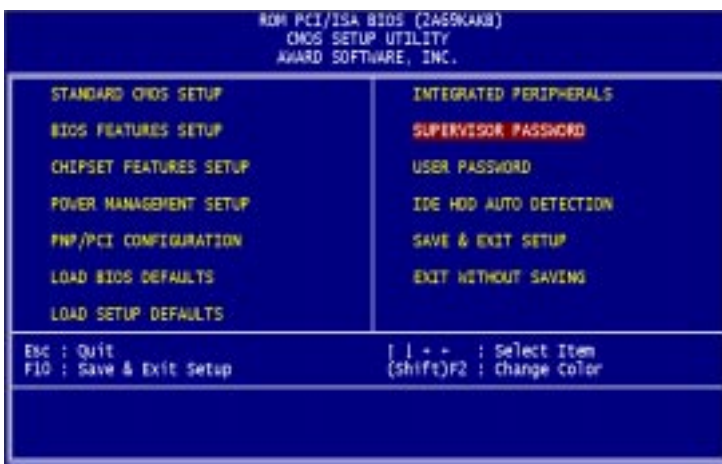 ROM PCI/ISA BIOS (2A69KAKB)
CMOS SETUP UTILITY
AWARD SOFTWARE, INC.
STANDARD CMOS SETUP
BIOS FEATURES SETUP
CHIPSET FEATURES SETUP
POWER MANAGEMENT SETUP
PNP/PCI CONFIGURATION
LOAD BIOS DEFAULTS
LOAD SETUP DEFAULTS
INTEGRATED PERIPHERALS
SUPERVISOR PASSWORD
USER PASSWORD
IDE HDD AUTO DETECTION
SAVE & EXIT SETUP
EXIT WITHOUT SAVING
Esc : Quit
F10 : Save & Exit Setup
: Select Item
(Shift)F2 : Change Color